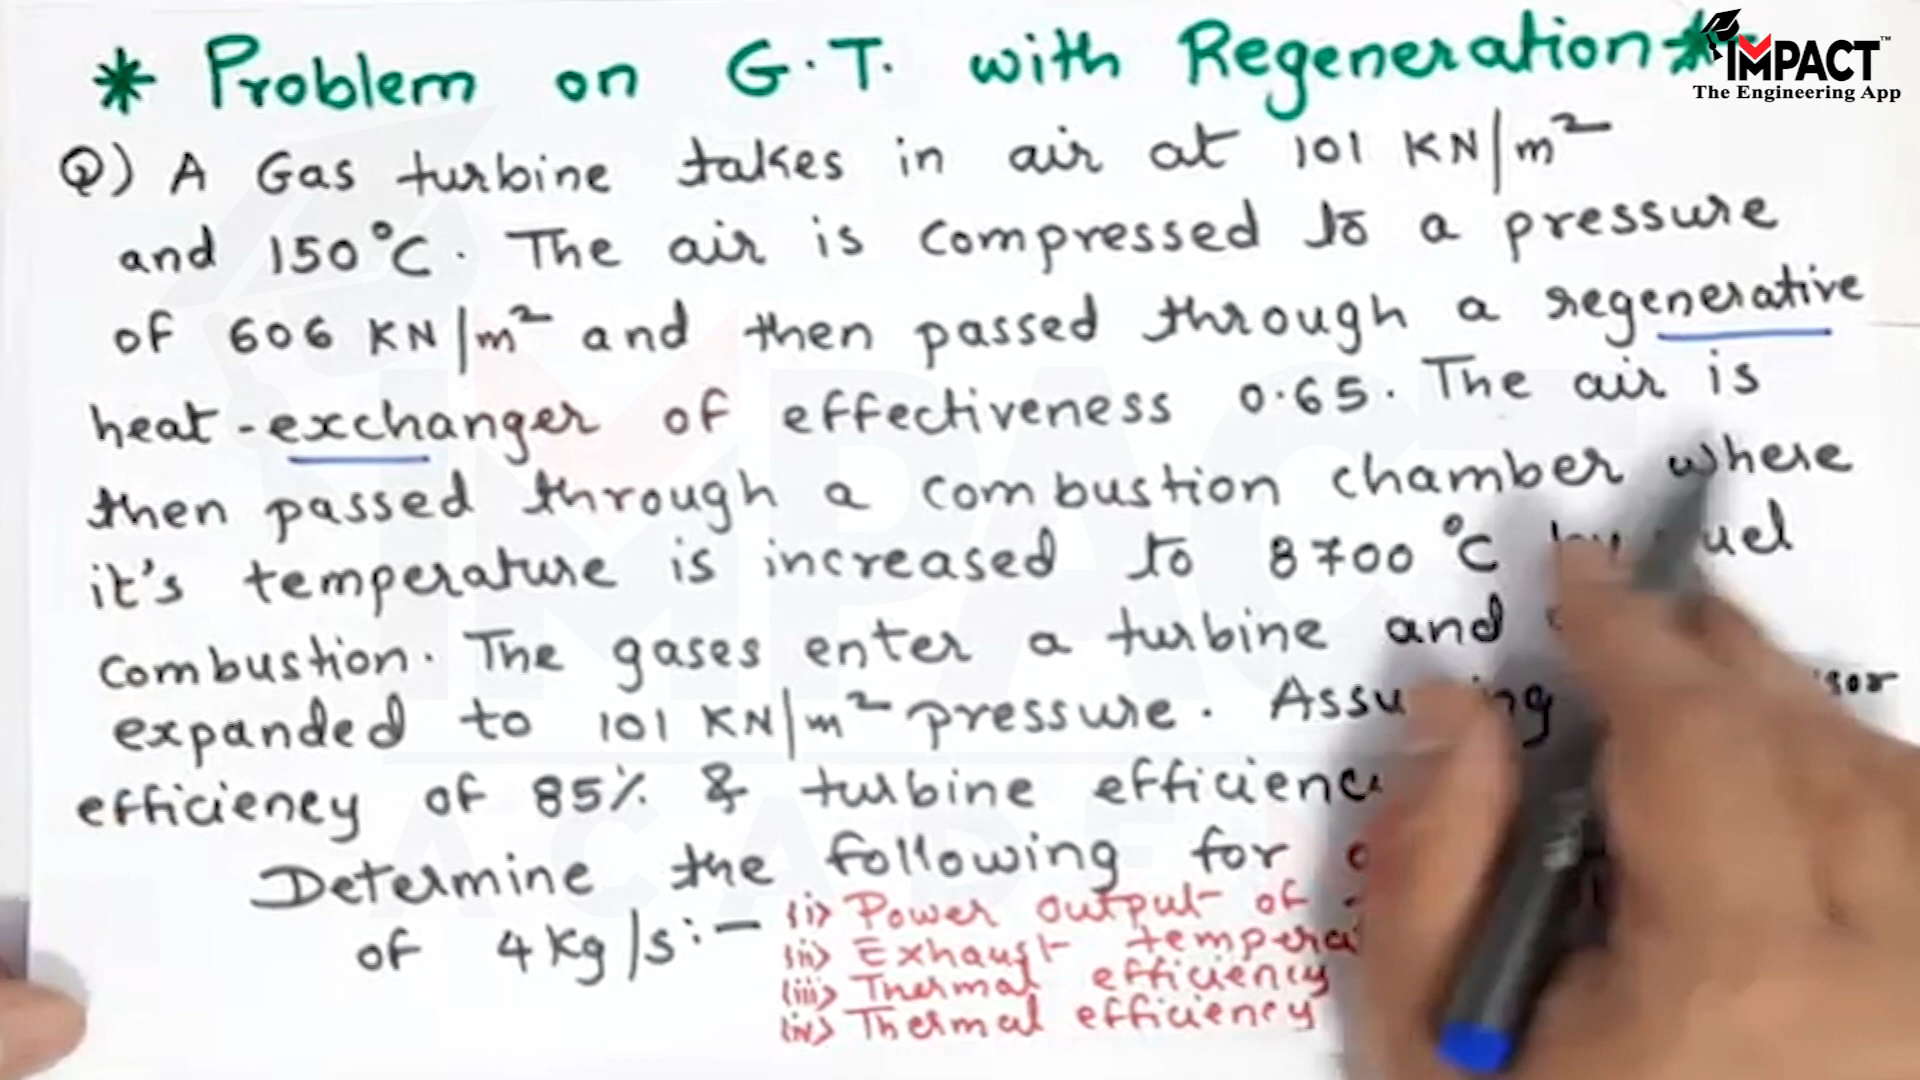 * Problem on G.T. with Regeneration *
IMPACT™
The Engineering App
Q) A Gas turbine takes in air at 101 KN/m²
and 150°C. The air is compressed to a pressure
of 606 KN/m² and then passed through a regenerative
heat-exchanger of effectiveness 0.65. The air is
then passed through a combustion chamber where
it's temperature is increased to 8700 °C
combustion. The gases enter a turbine and
expanded to 101 KN/m² pressure.
efficiency of 85% & turbine
Determine the following for
of 4 Kg/s:-
(i) Power output of
(ii) Exhaust
(iii) Thermal efficiency
(iv) Thermal efficiency